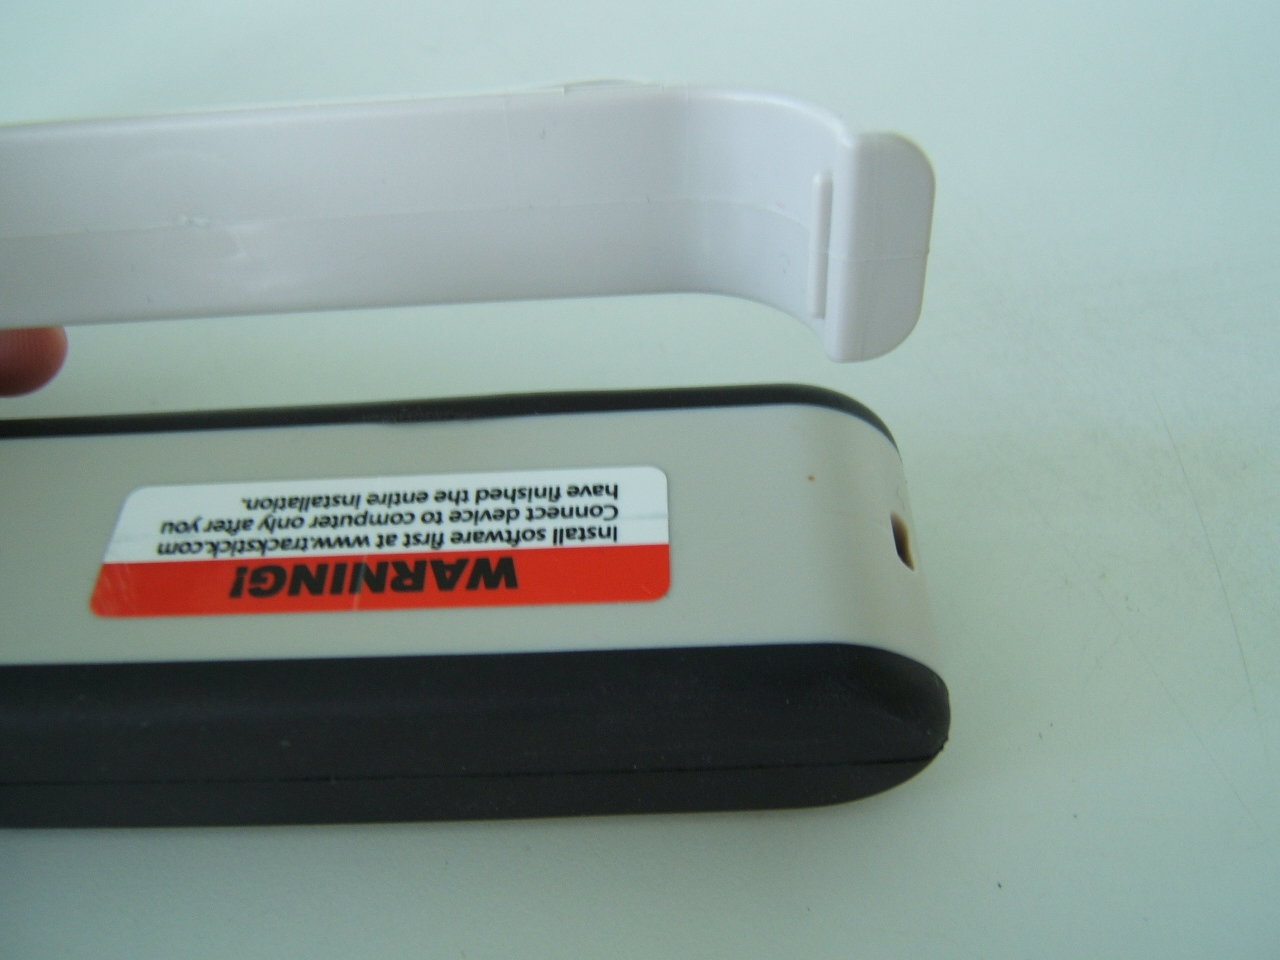 WARNING!
Install software first at www.trackstick.com
Connect device to computer only after you
have finished the entire installation.